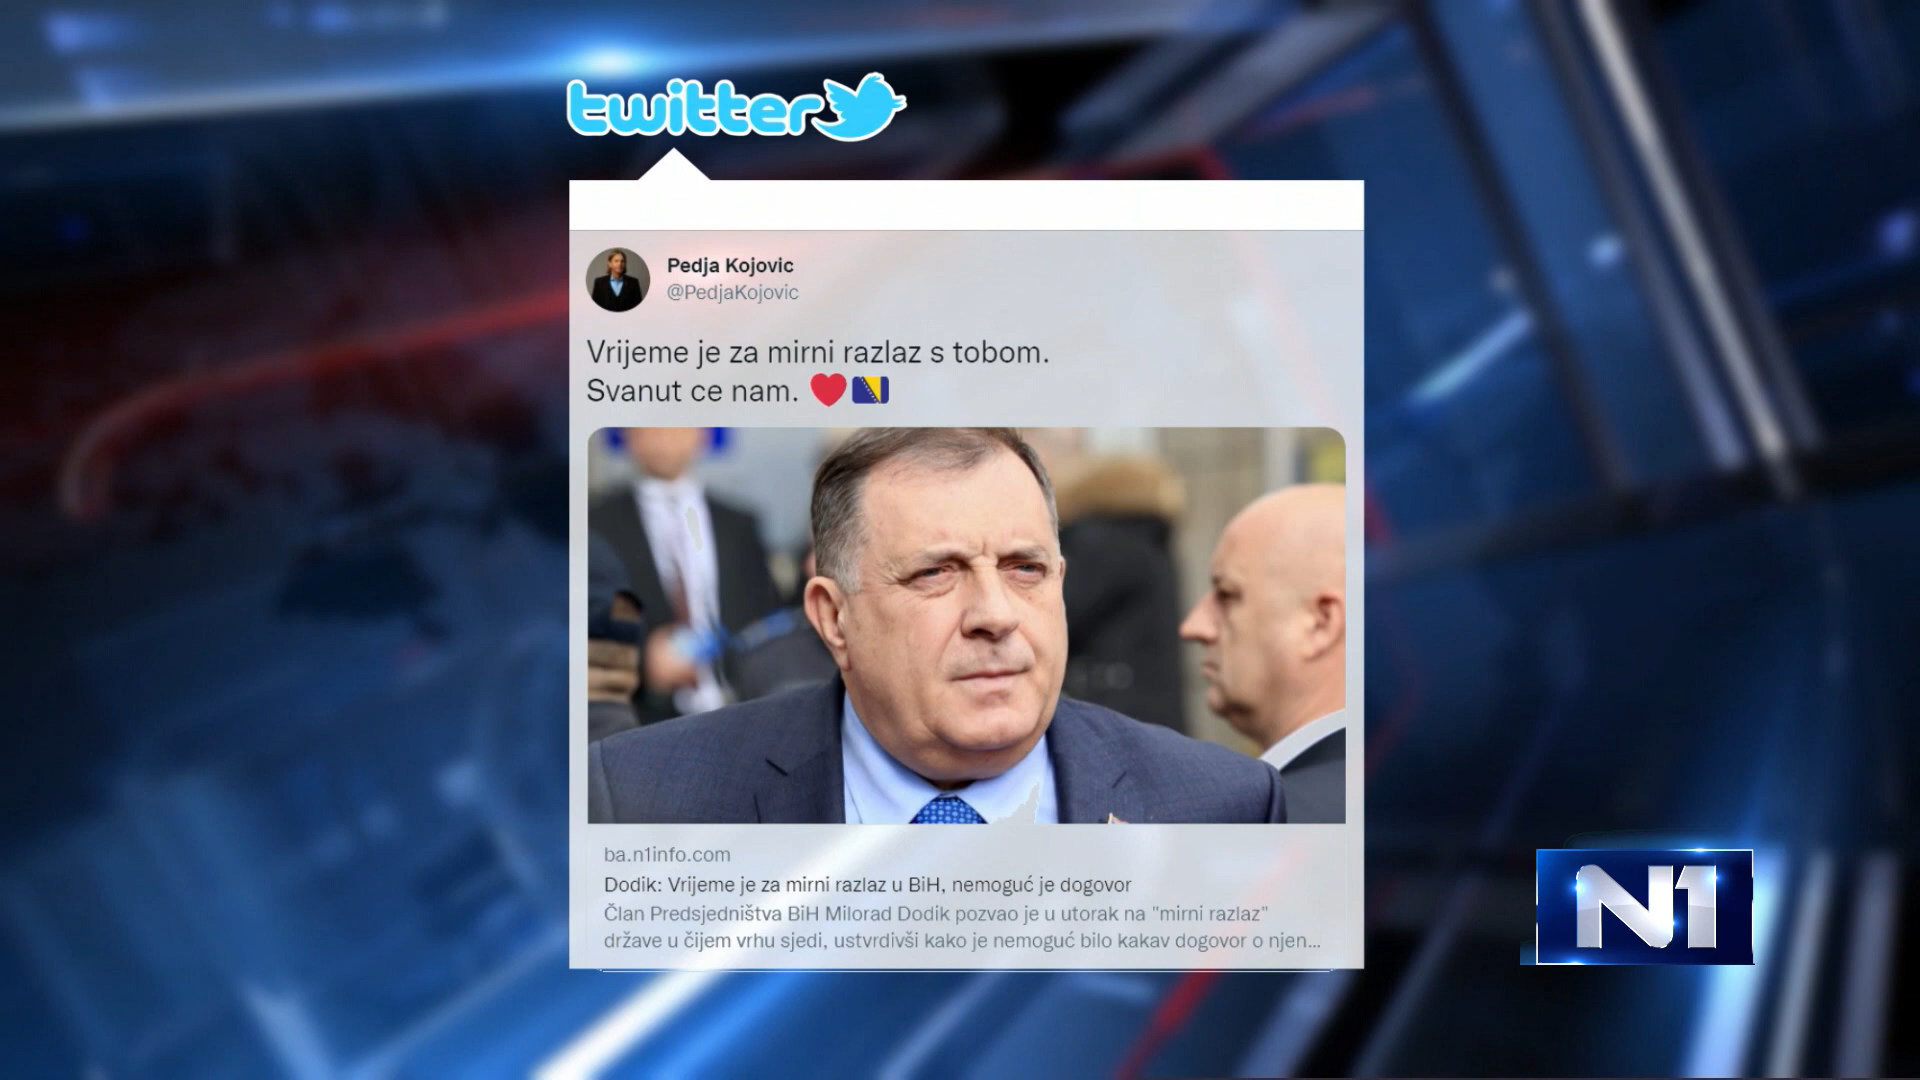 twitter
Pedja Kojovic
@PedjaKojovic
Vrijeme je za mirni razlaz s tobom.
Svanut ce nam. ❤️🇧🇦
ba.n1info.com
Dodik: Vrijeme je za mirni razlaz u BiH, nemoguć je dogovor
Član Predsjedništva BiH Milorad Dodik pozvao je u utorak na "mirni razlaz"
države u čijem vrhu sjedi, ustvrdivši kako je nemoguć bilo kakav dogovor o njen...
N1